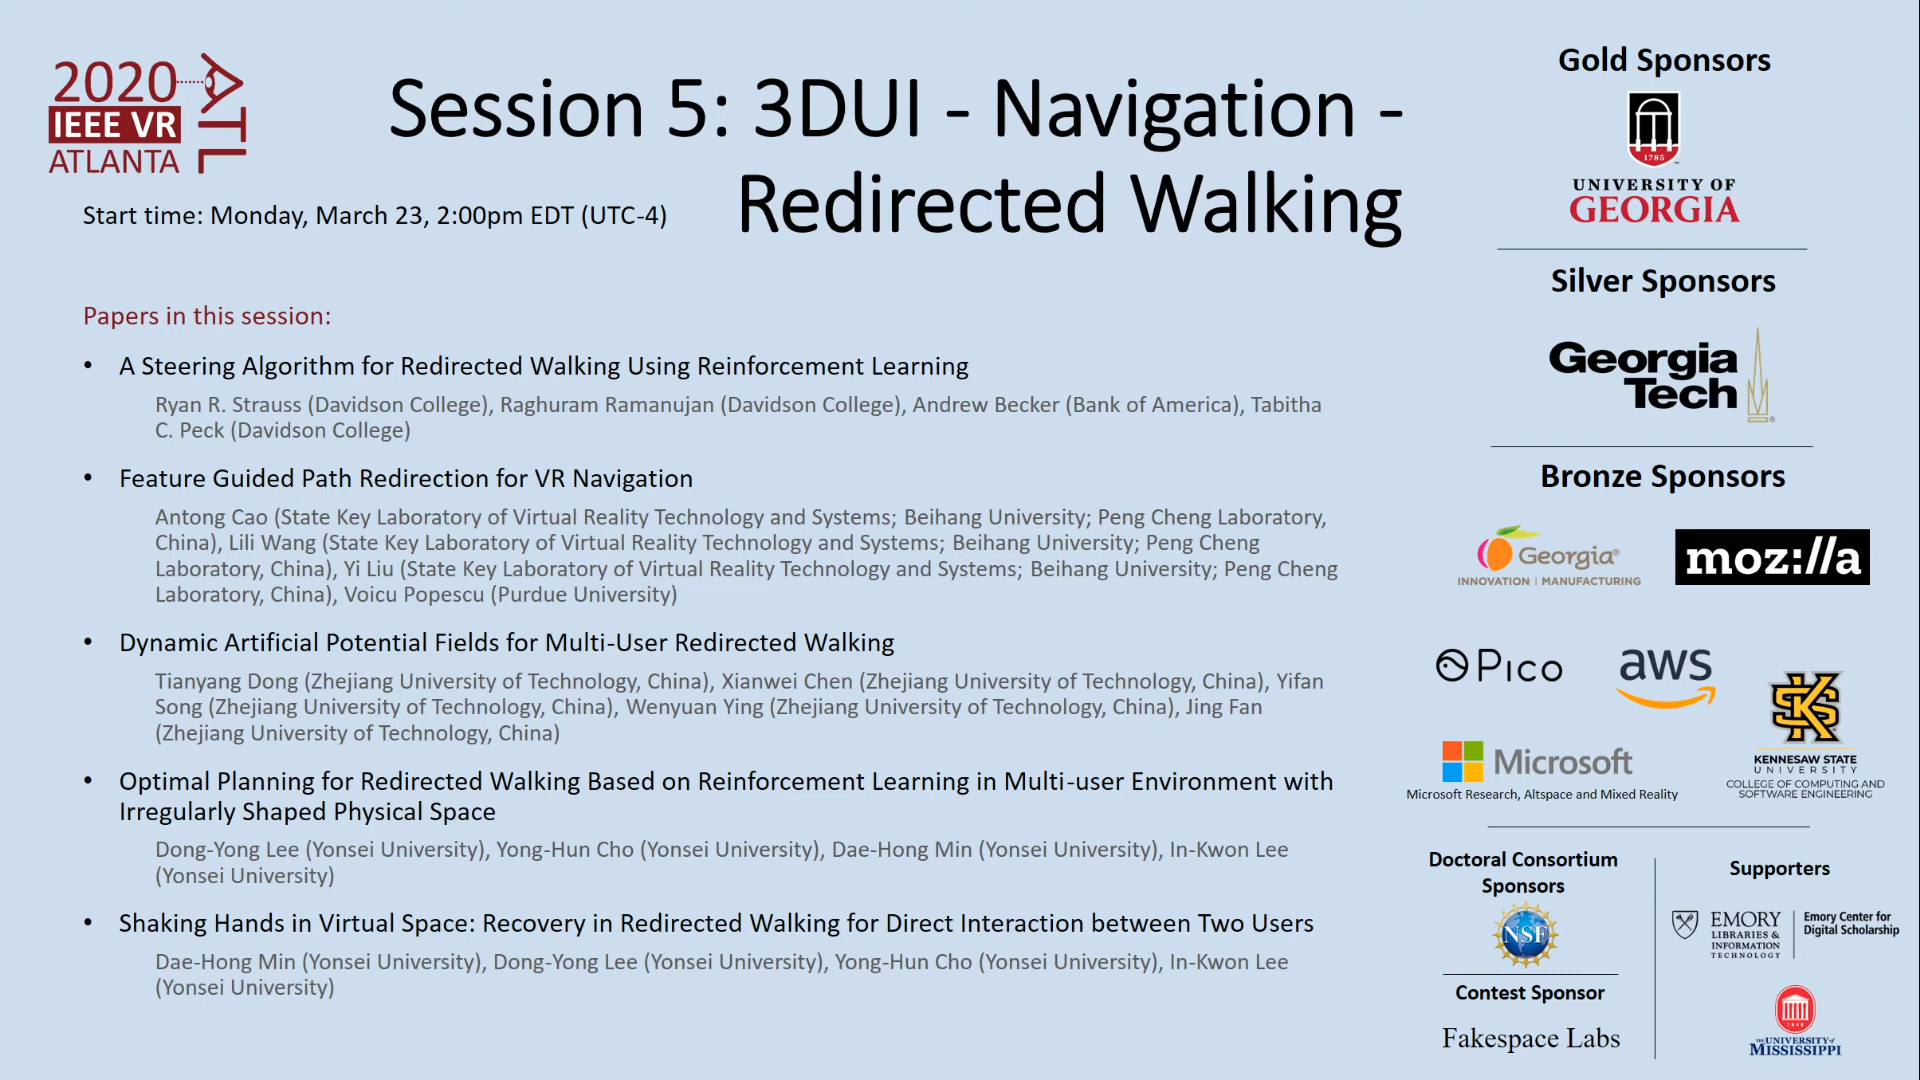 2020
IEEE VR
ATLANTA
ATL
Session 5: 3DUI - Navigation -
Redirected Walking
Start time: Monday, March 23, 2:00pm EDT (UTC-4)
Papers in this session:
• A Steering Algorithm for Redirected Walking Using Reinforcement Learning
Ryan R. Strauss (Davidson College), Raghuram Ramanujan (Davidson College), Andrew Becker (Bank of America), Tabitha
C. Peck (Davidson College)
• Feature Guided Path Redirection for VR Navigation
Antong Cao (State Key Laboratory of Virtual Reality Technology and Systems; Beihang University; Peng Cheng Laboratory,
China), Lili Wang (State Key Laboratory of Virtual Reality Technology and Systems; Beihang University; Peng Cheng
Laboratory, China), Yi Liu (State Key Laboratory of Virtual Reality Technology and Systems; Beihang University; Peng Cheng
Laboratory, China), Voicu Popescu (Purdue University)
• Dynamic Artificial Potential Fields for Multi-User Redirected Walking
Tianyang Dong (Zhejiang University of Technology, China), Xianwei Chen (Zhejiang University of Technology, China), Yifan
Song (Zhejiang University of Technology, China), Wenyuan Ying (Zhejiang University of Technology, China), Jing Fan
(Zhejiang University of Technology, China)
• Optimal Planning for Redirected Walking Based on Reinforcement Learning in Multi-user Environment with
Irregularly Shaped Physical Space
Dong-Yong Lee (Yonsei University), Yong-Hun Cho (Yonsei University), Dae-Hong Min (Yonsei University), In-Kwon Lee
(Yonsei University)
• Shaking Hands in Virtual Space: Recovery in Redirected Walking for Direct Interaction between Two Users
Dae-Hong Min (Yonsei University), Dong-Yong Lee (Yonsei University), Yong-Hun Cho (Yonsei University), In-Kwon Lee
(Yonsei University)
Gold Sponsors
1785
UNIVERSITY OF
GEORGIA
Silver Sponsors
Georgia
Tech
Bronze Sponsors
Georgia®
INNOVATION | MANUFACTURING
moz://a
Pico
aws
KS
KENNESAW STATE
UNIVERSITY
COLLEGE OF COMPUTING AND
SOFTWARE ENGINEERING
Microsoft
Microsoft Research, Altspace and Mixed Reality
Doctoral Consortium
Sponsors
NSF
Contest Sponsor
Fakespace Labs
Supporters
EMORY
LIBRARIES &
INFORMATION
TECHNOLOGY
Emory Center for
Digital Scholarship
1848
THE UNIVERSITY of
MISSISSIPPI